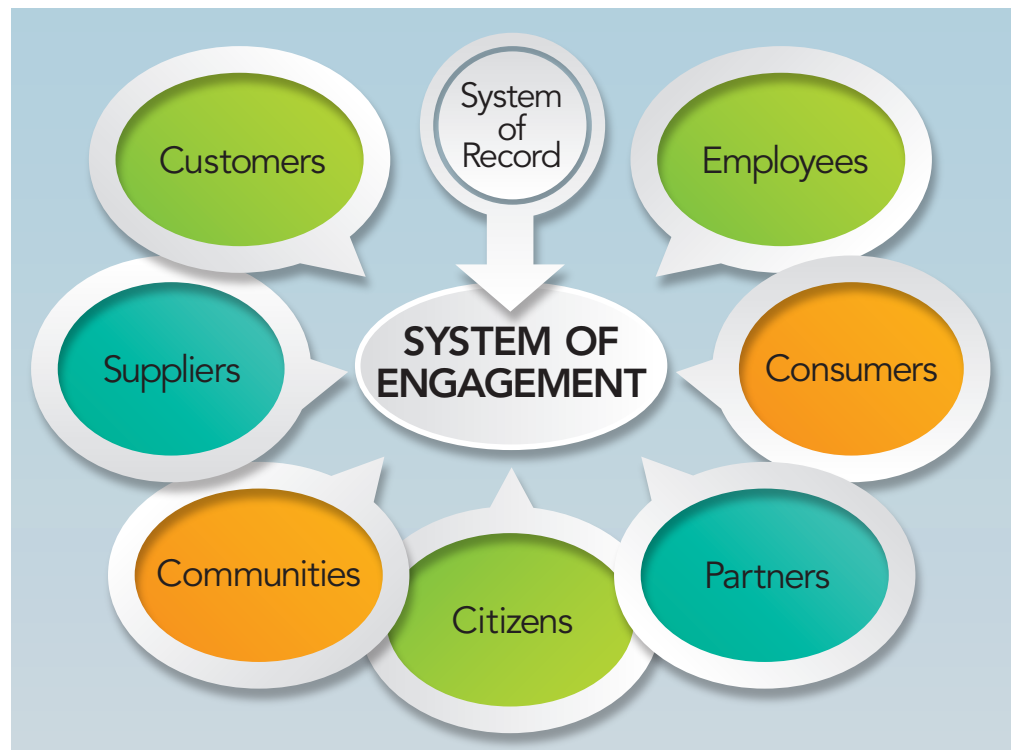 System
of
Record
Customers
Employees
SYSTEM OF
ENGAGEMENT
Suppliers
Consumers
Communities
Partners
Citizens